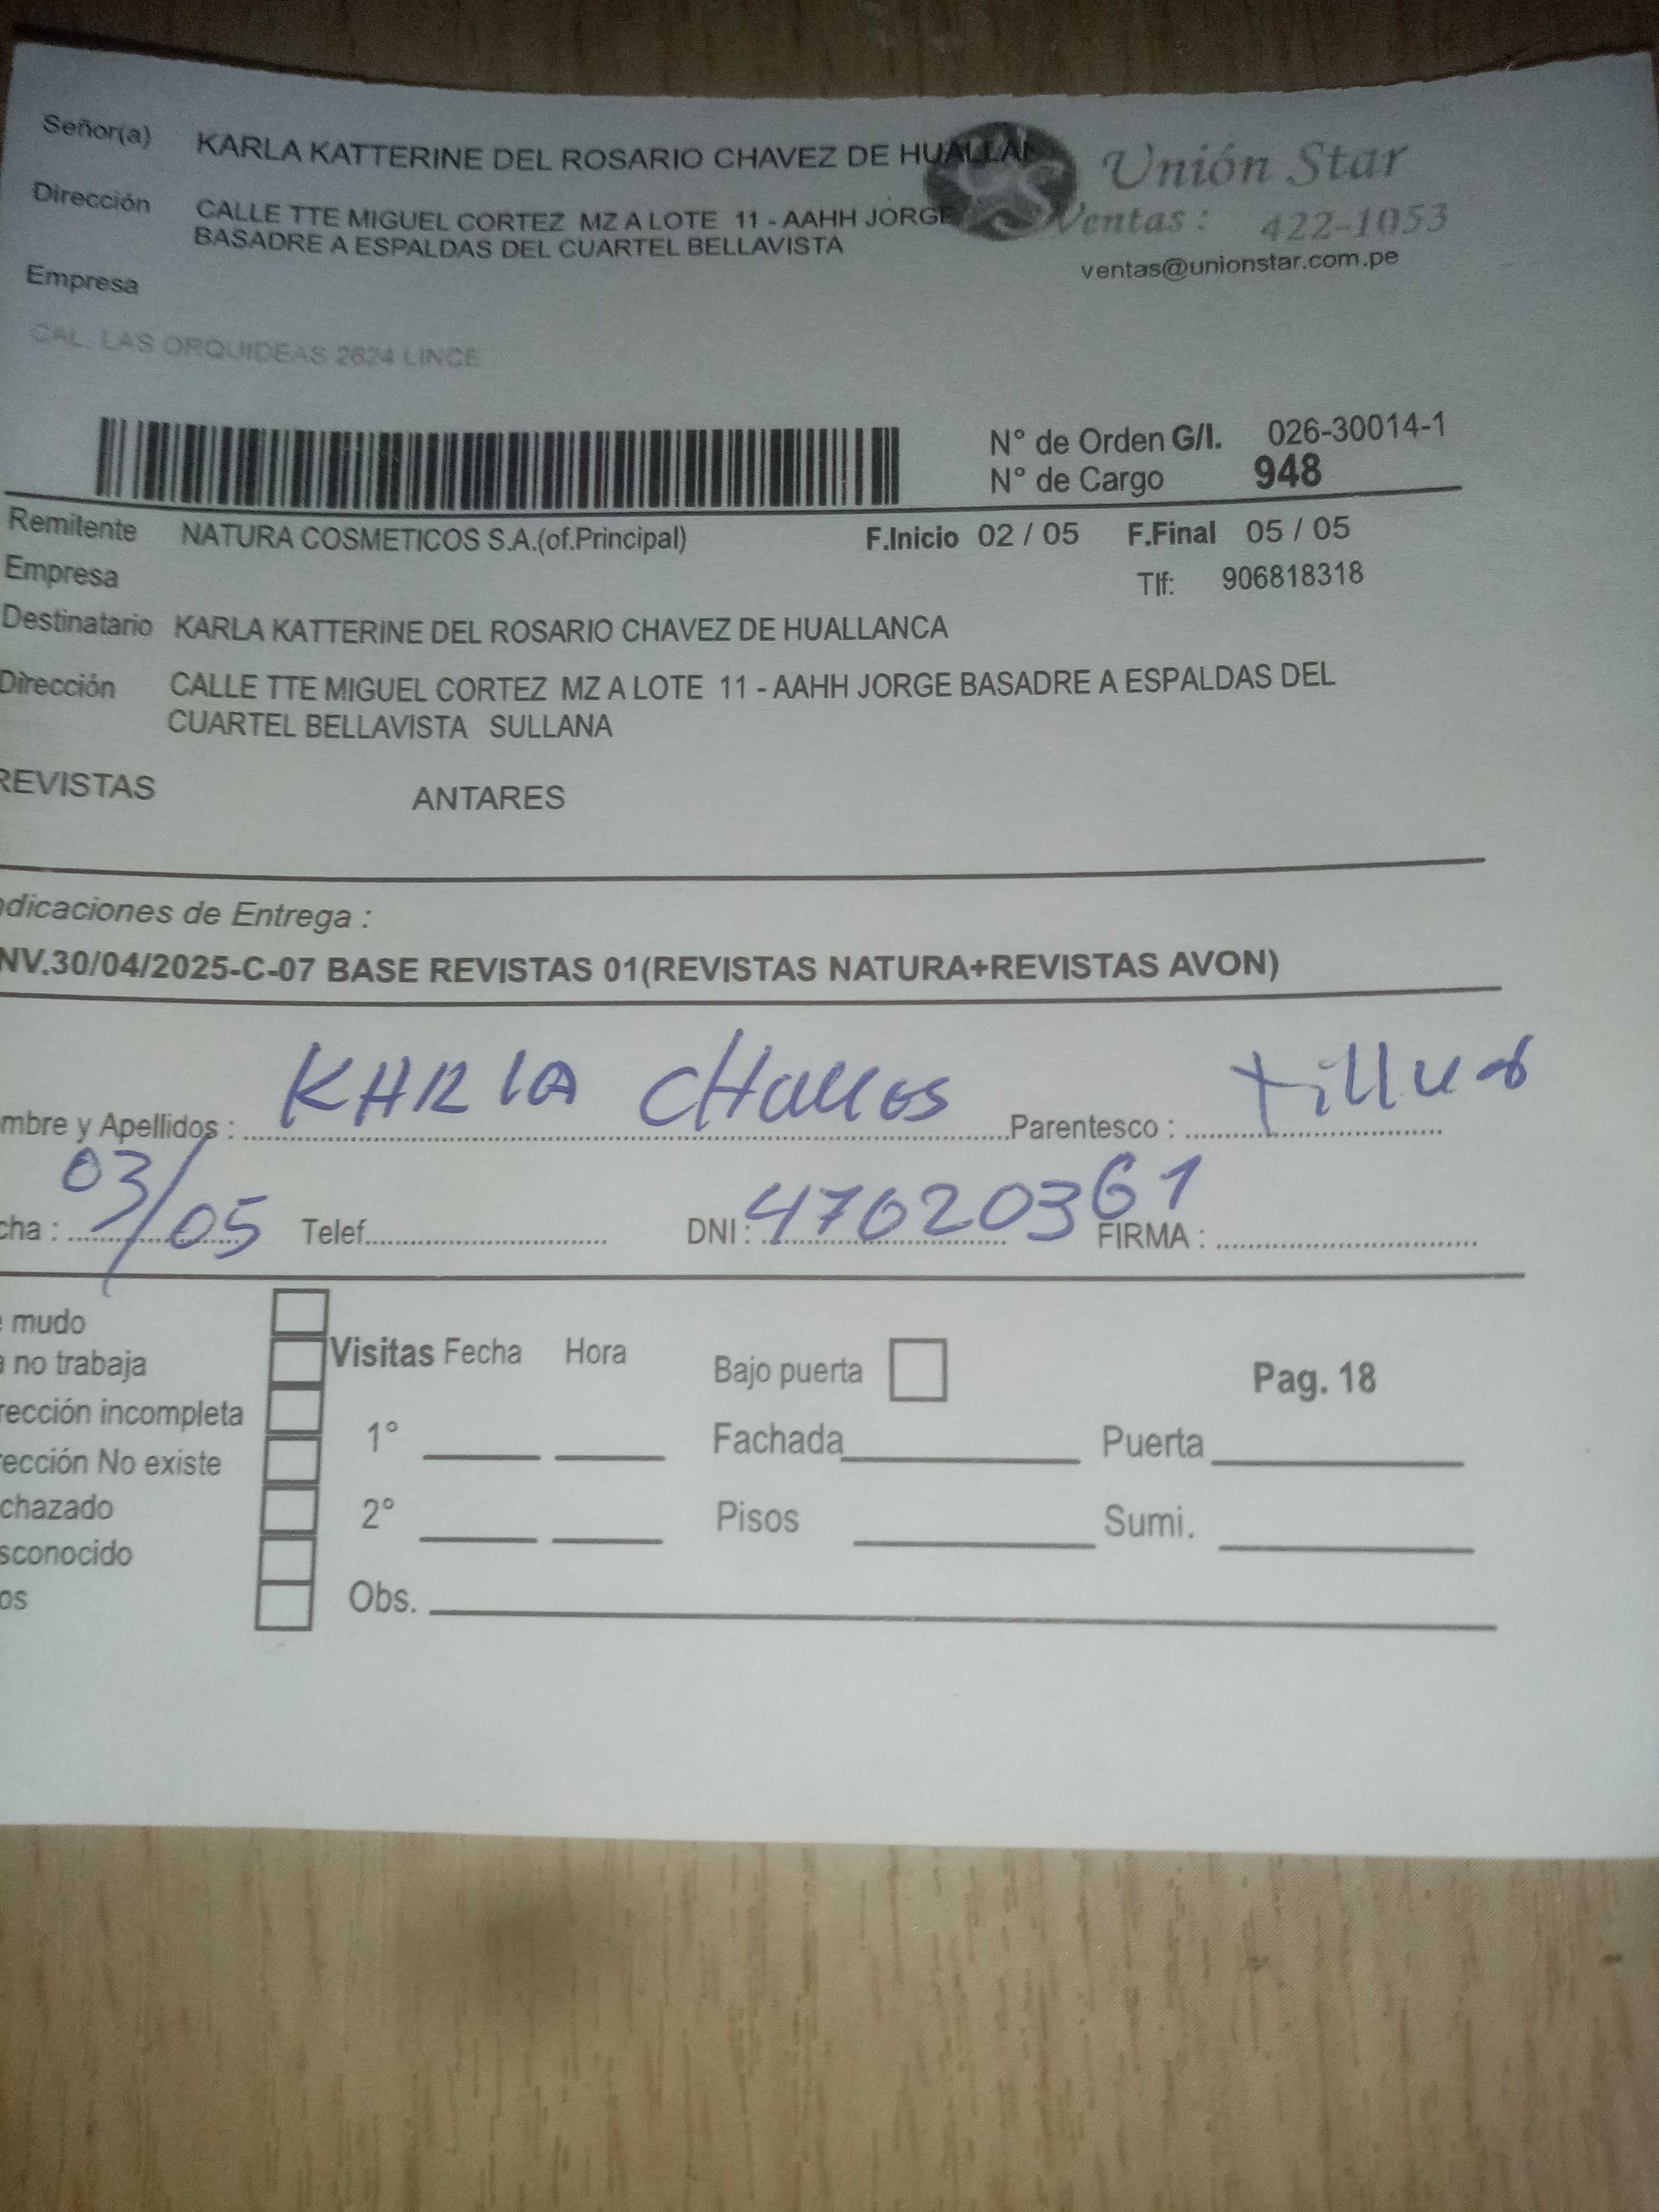 Señor(a) KARLA KATTERINE DEL ROSARIO CHAVEZ DE HUALLAN
Unión Star
Dirección CALLE TTE MIGUEL CORTEZ MZ A LOTE 11 - AAHH JORGE
BASADRE A ESPALDAS DEL CUARTEL BELLAVISTA
Ventas: 422-1053
ventas@unionstar.com.pe
Empresa
CAL. LAS ORQUIDEAS 2624 LINCE
N° de Orden G/I. 026-30014-1
N° de Cargo 948
Remitente NATURA COSMETICOS S.A.(of.Principal) F.Inicio 02 / 05 F.Final 05 / 05
Empresa Tlf: 906818318
Destinatario KARLA KATTERINE DEL ROSARIO CHAVEZ DE HUALLANCA
Dirección CALLE TTE MIGUEL CORTEZ MZ A LOTE 11 - AAHH JORGE BASADRE A ESPALDAS DEL
CUARTEL BELLAVISTA SULLANA
REVISTAS ANTARES
ndicaciones de Entrega :
NV.30/04/2025-C-07 BASE REVISTAS 01(REVISTAS NATURA+REVISTAS AVON)
mbre y Apellidos : KARLA Parentesco :
cha : 03/05 Telef. DNI: 47020361 FIRMA :
mudo
a no trabaja
Visitas Fecha Hora Bajo puerta Pag. 18
rección incompleta
1° Fachada Puerta
rección No existe
chazado
2° Pisos Sumi.
sconocido
os
Obs.